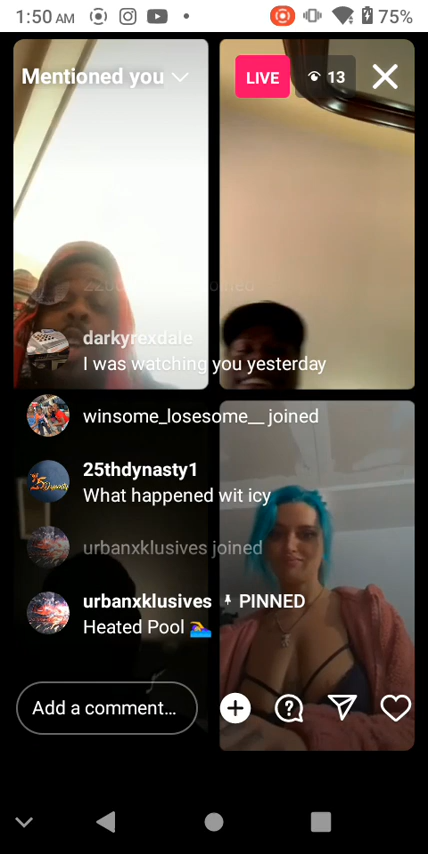 1:50 AM
75%
Mentioned you
LIVE
13
joined
darkyrexdale
I was watching you yesterday
winsome_losesome__ joined
25thdynasty1
What happened wit icy
urbanxklusives joined
urbanxklusives PINNED
Heated Pool 🏊‍♀️
Add a comment...